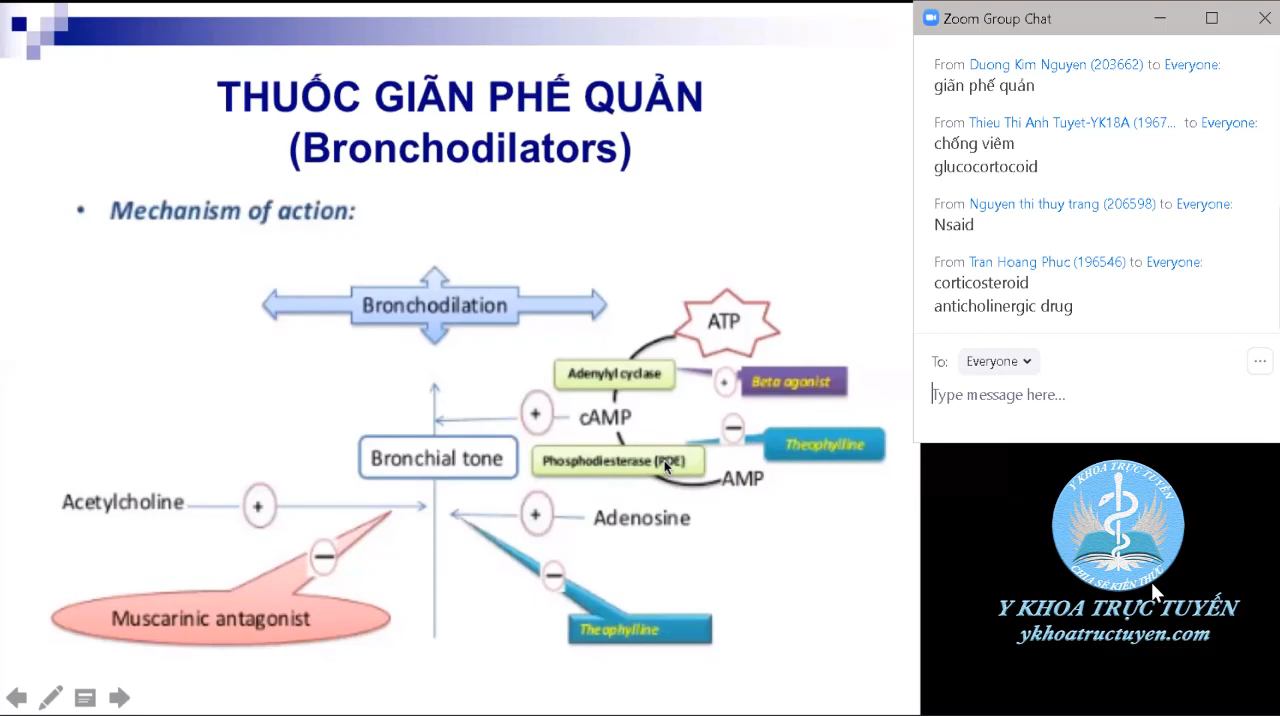 THUỐC GIÃN PHẾ QUẢN
(Bronchodilators)
• Mechanism of action:
Bronchodilation
ATP
Adenylyl cyclase
+
Beta agonist
+
cAMP
−
Theophylline
Bronchial tone
Phosphodiesterase (PDE)
AMP
Acetylcholine
+
+
Adenosine
−
−
Muscarinic antagonist
Theophylline
Zoom Group Chat
From Duong Kim Nguyen (203662) to Everyone:
giãn phế quản
From Thieu Thi Anh Tuyet-YK18A (1967... to Everyone:
chống viêm
glucocortocoid
From Nguyen thi thuy trang (206598) to Everyone:
Nsaid
From Tran Hoang Phuc (196546) to Everyone:
corticosteroid
anticholinergic drug
To: Everyone
Type message here...
Y KHOA TRỰC TUYẾN
CHIA SẺ KIẾN THỨC
Y KHOA TRỰC TUYẾN
ykhoatructuyen.com